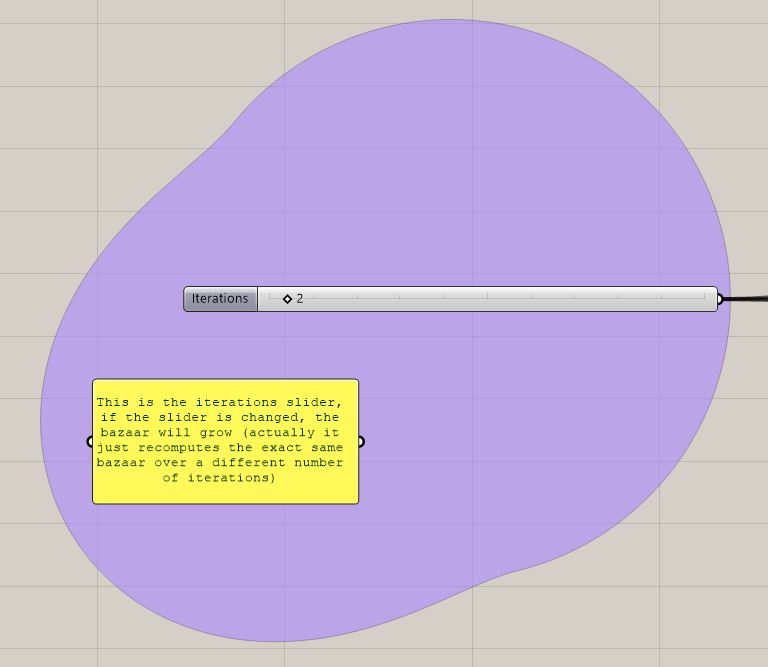 Iterations
2
This is the iterations slider,
if the slider is changed, the
bazaar will grow (actually it
just recomputes the exact same
bazaar over a different number
of iterations)